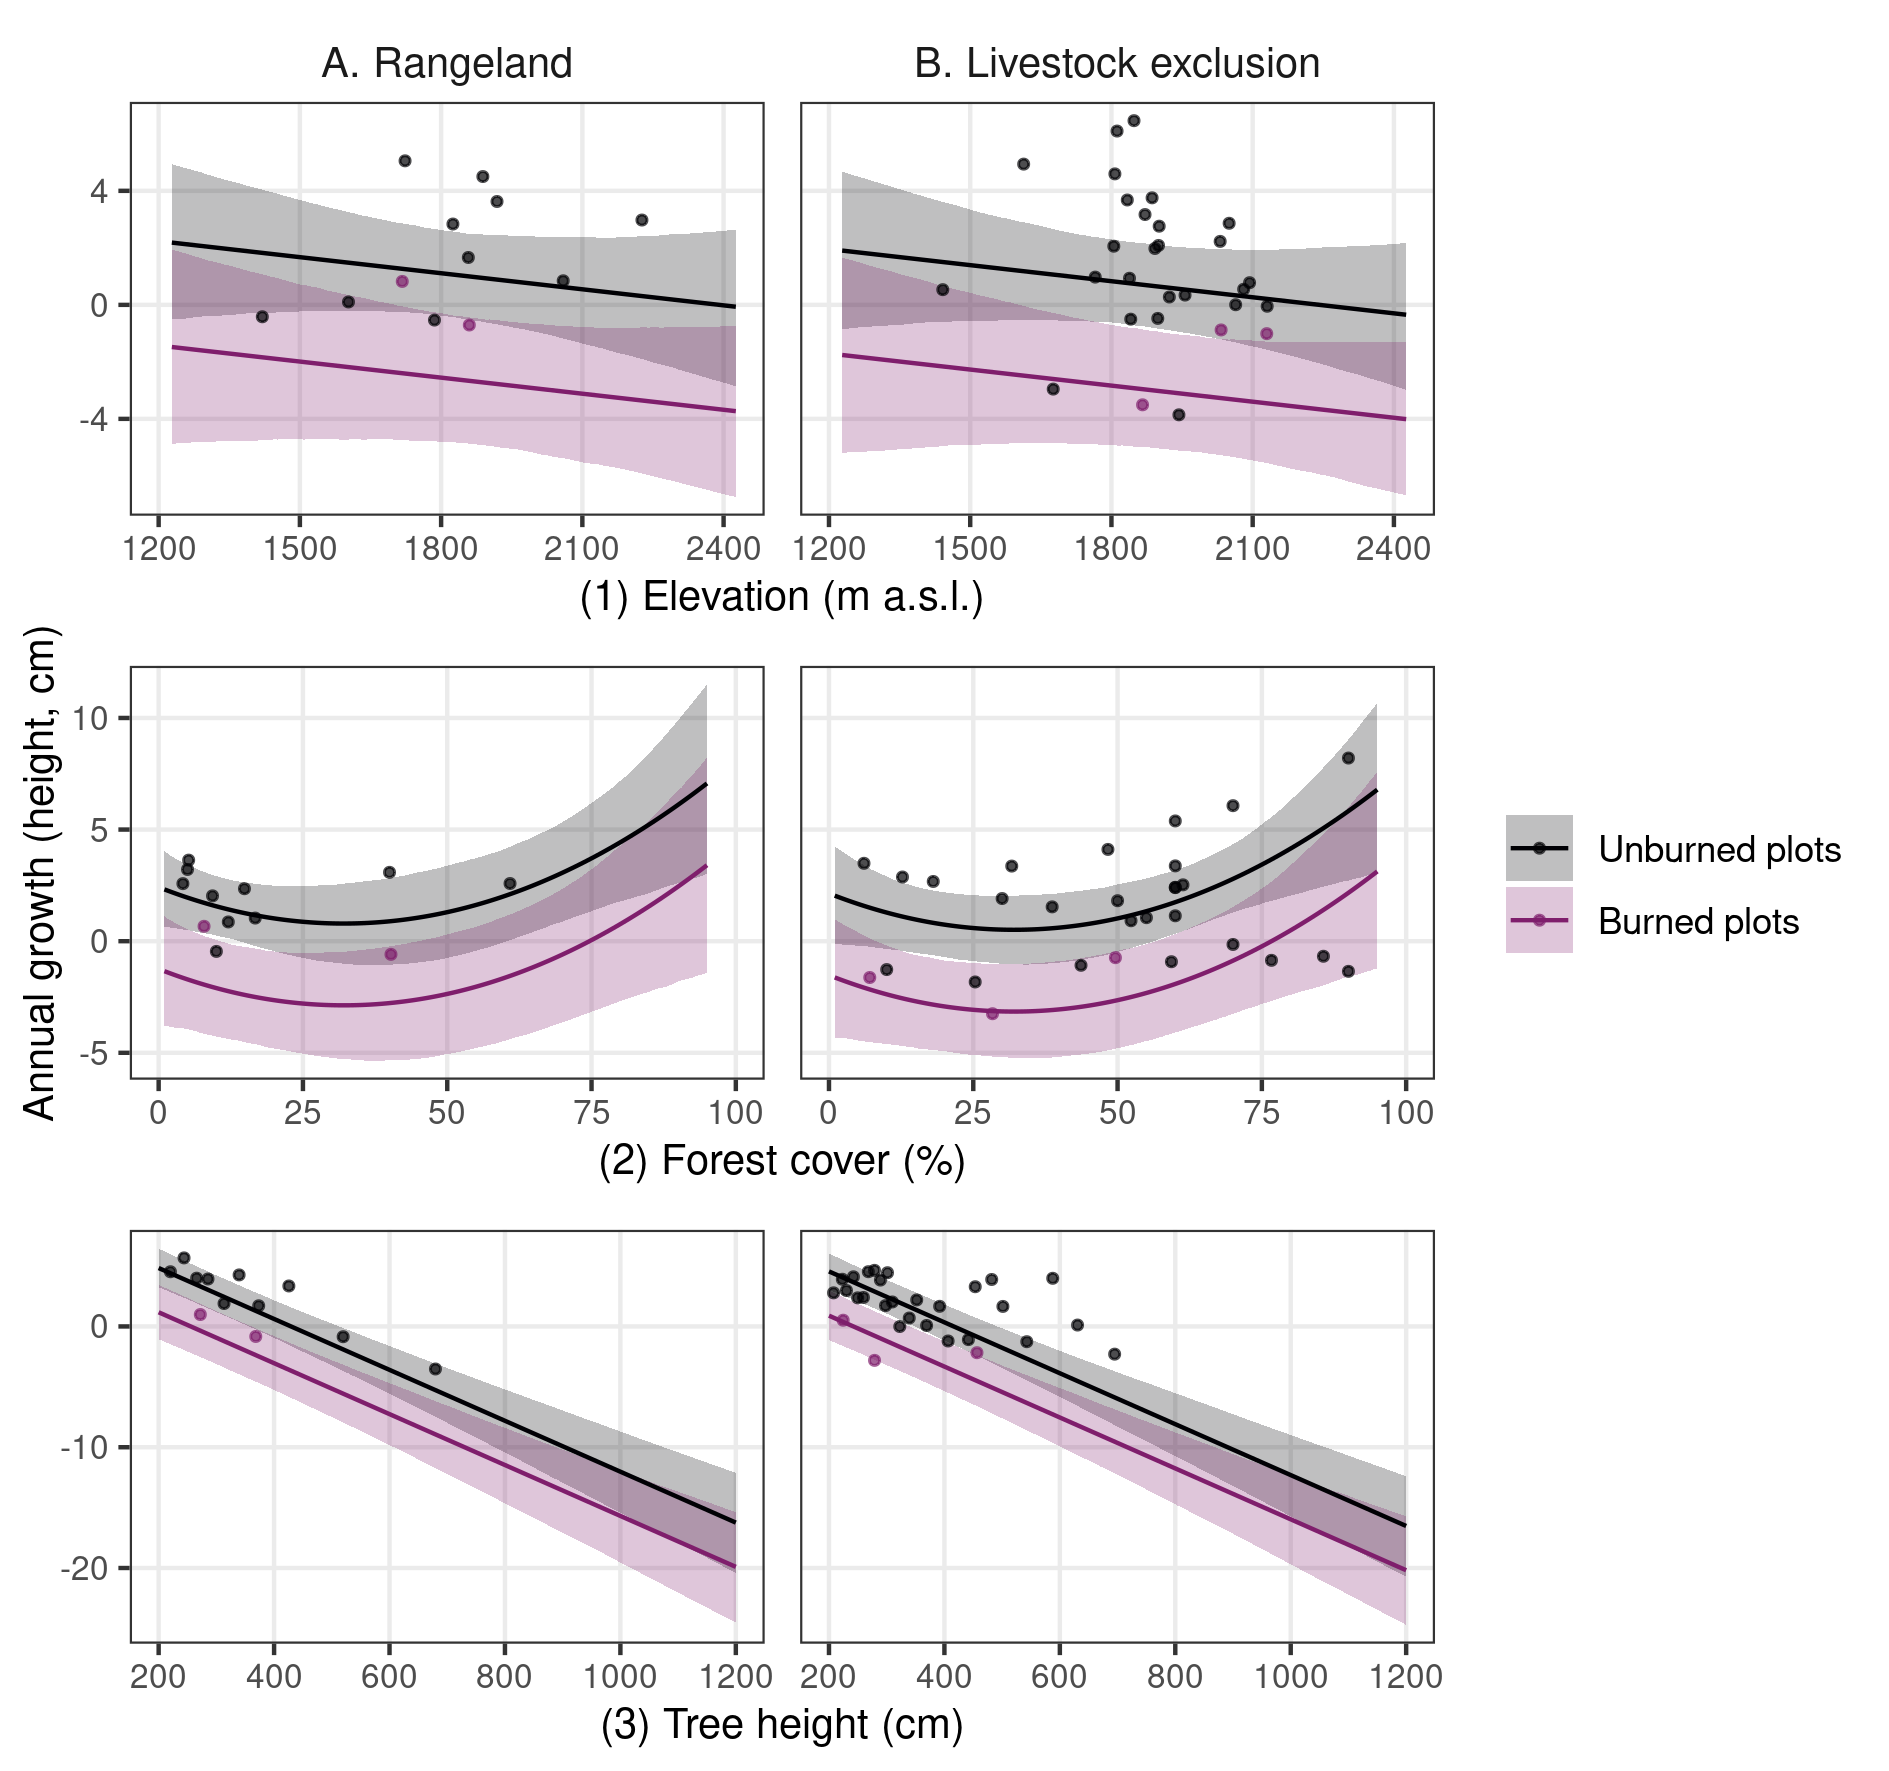 A. Rangeland
B. Livestock exclusion
4
0
-4
1200 1500 1800 2100 2400
1200 1500 1800 2100 2400
(1) Elevation (m a.s.l.)
Annual growth (height, cm)
10
5
0
-5
0 25 50 75 100
0 25 50 75 100
(2) Forest cover (%)
Unburned plots
Burned plots
0
-10
-20
200 400 600 800 1000 1200
200 400 600 800 1000 1200
(3) Tree height (cm)